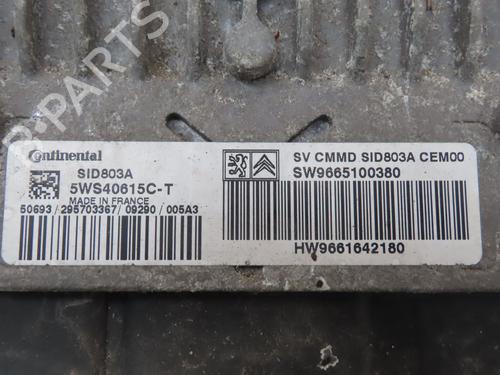 B-PARTS
Continental
SID803A
5WS40615C-T
MADE IN FRANCE
50693 / 295703367 / 09290 / 005A3
SV CMMD SID803A CEM00
SW9665100380
HW9661642180